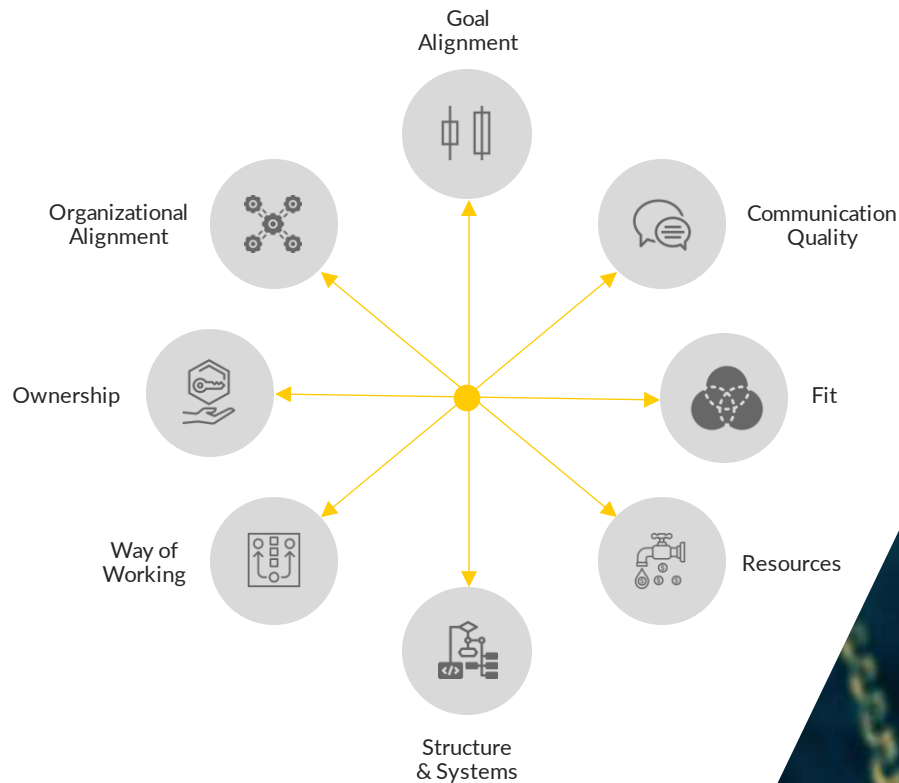 Goal
Alignment
Organizational
Alignment
Communication
Quality
Ownership
Fit
Way of
Working
Resources
Structure
& Systems